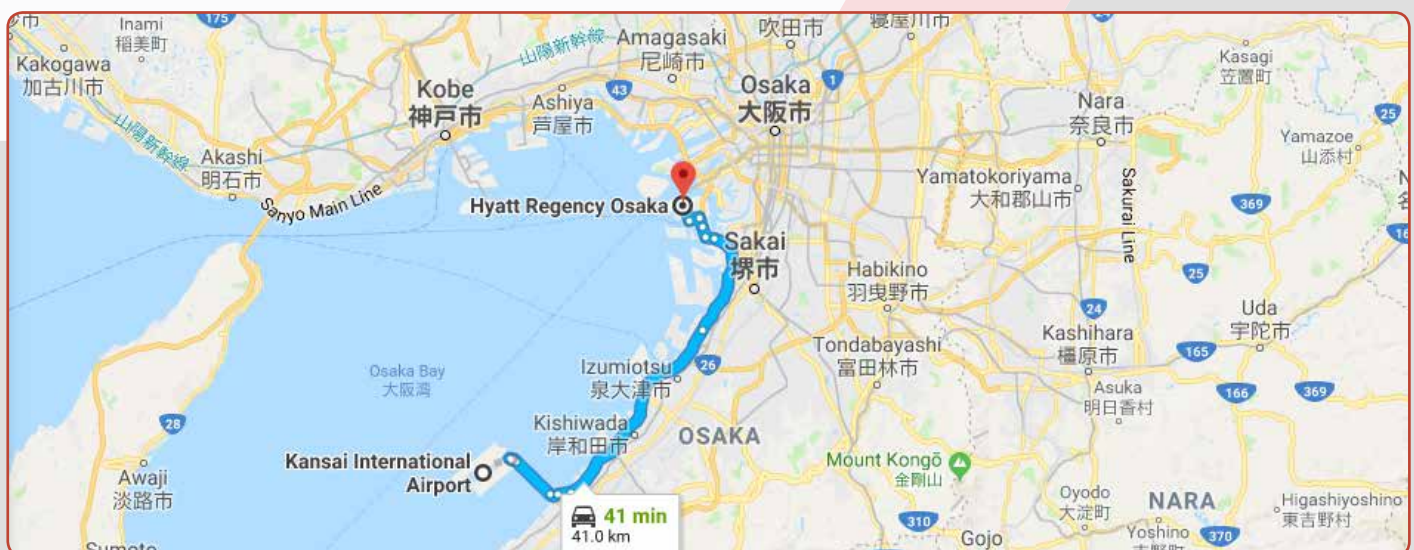 175
24
Inami
稲美町
Kakogawa
加古川市
山陽新幹線
山陽新幹線
Amagasaki
尼崎市
吹田市
寝屋川市
Kasagi
笠置町
43
1
Kobe
神戸市
Ashiya
芦屋市
Osaka
大阪市
Nara
奈良市
25
Yamazoe
山添村
Akashi
明石市
Sanyo Main Line
Hyatt Regency Osaka
Yamatokoriyama
大和郡山市
Sakurai Line
369
Sakai
堺市
Habikino
羽曳野市
25
24
Uda
宇陀市
Osaka Bay
大阪湾
Izumiotsu
泉大津市
26
Tondabayashi
富田林市
Kashihara
橿原市
165
Asuka
明日香村
166
369
28
Kishiwada
岸和田市
OSAKA
Kansai International
Airport
Mount Kongō
金剛山
Awaji
淡路市
41 min
41.0 km
Oyodo
大淀町
NARA
Higashiyoshino
東吉野村
310
Gojo
Yoshino
370
Sumoto